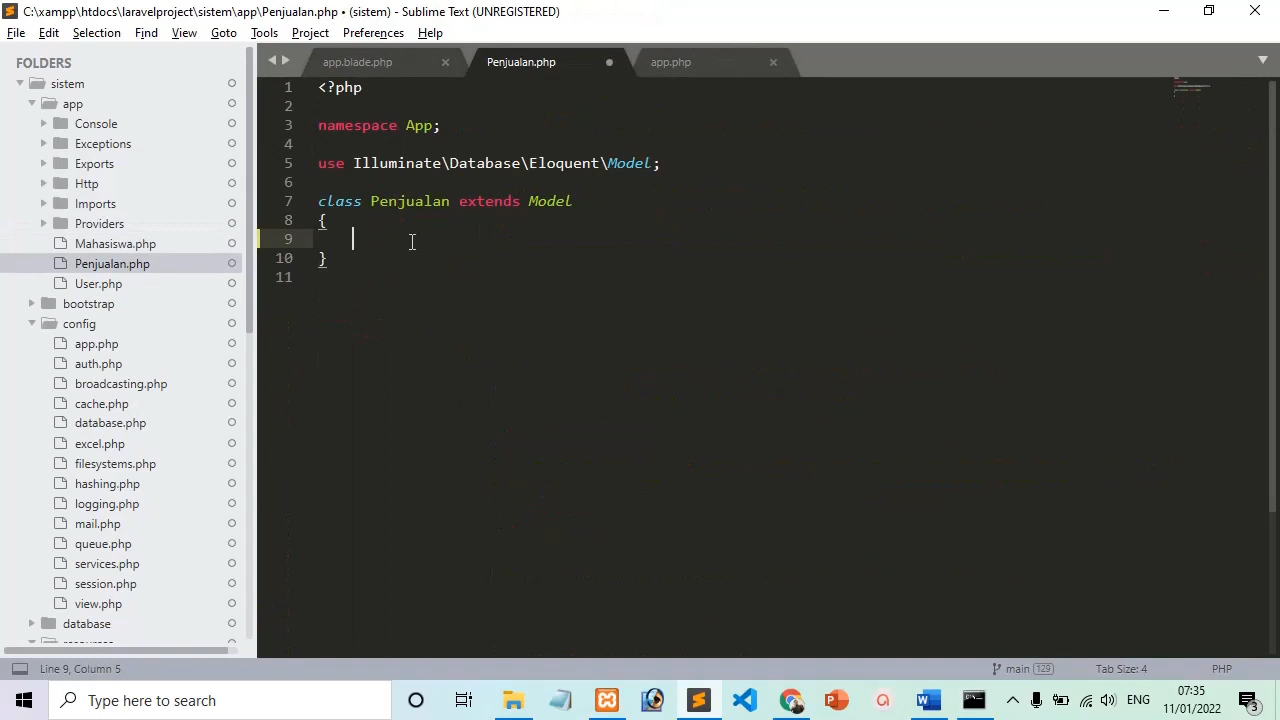 C:\xampp\htdocs\laravelproject\sistem\app\Penjualan.php • (sistem) - Sublime Text (UNREGISTERED)
File Edit Selection Find View Goto Tools Project Preferences Help
FOLDERS
sistem
app
Console
Exceptions
Exports
Http
Imports
Providers
Mahasiswa.php
Penjualan.php
User.php
bootstrap
config
app.php
auth.php
broadcasting.php
cache.php
database.php
excel.php
filesystems.php
hashing.php
logging.php
mail.php
queue.php
services.php
session.php
view.php
database
app.blade.php Penjualan.php app.php
1 <?php
2
3 namespace App;
4
5 use Illuminate\Database\Eloquent\Model;
6
7 class Penjualan extends Model
8 {
9
10 }
11
Line 9, Column 5 main 129 Tab Size: 4 PHP
Type here to search ENG 07:35
11/01/2022 3